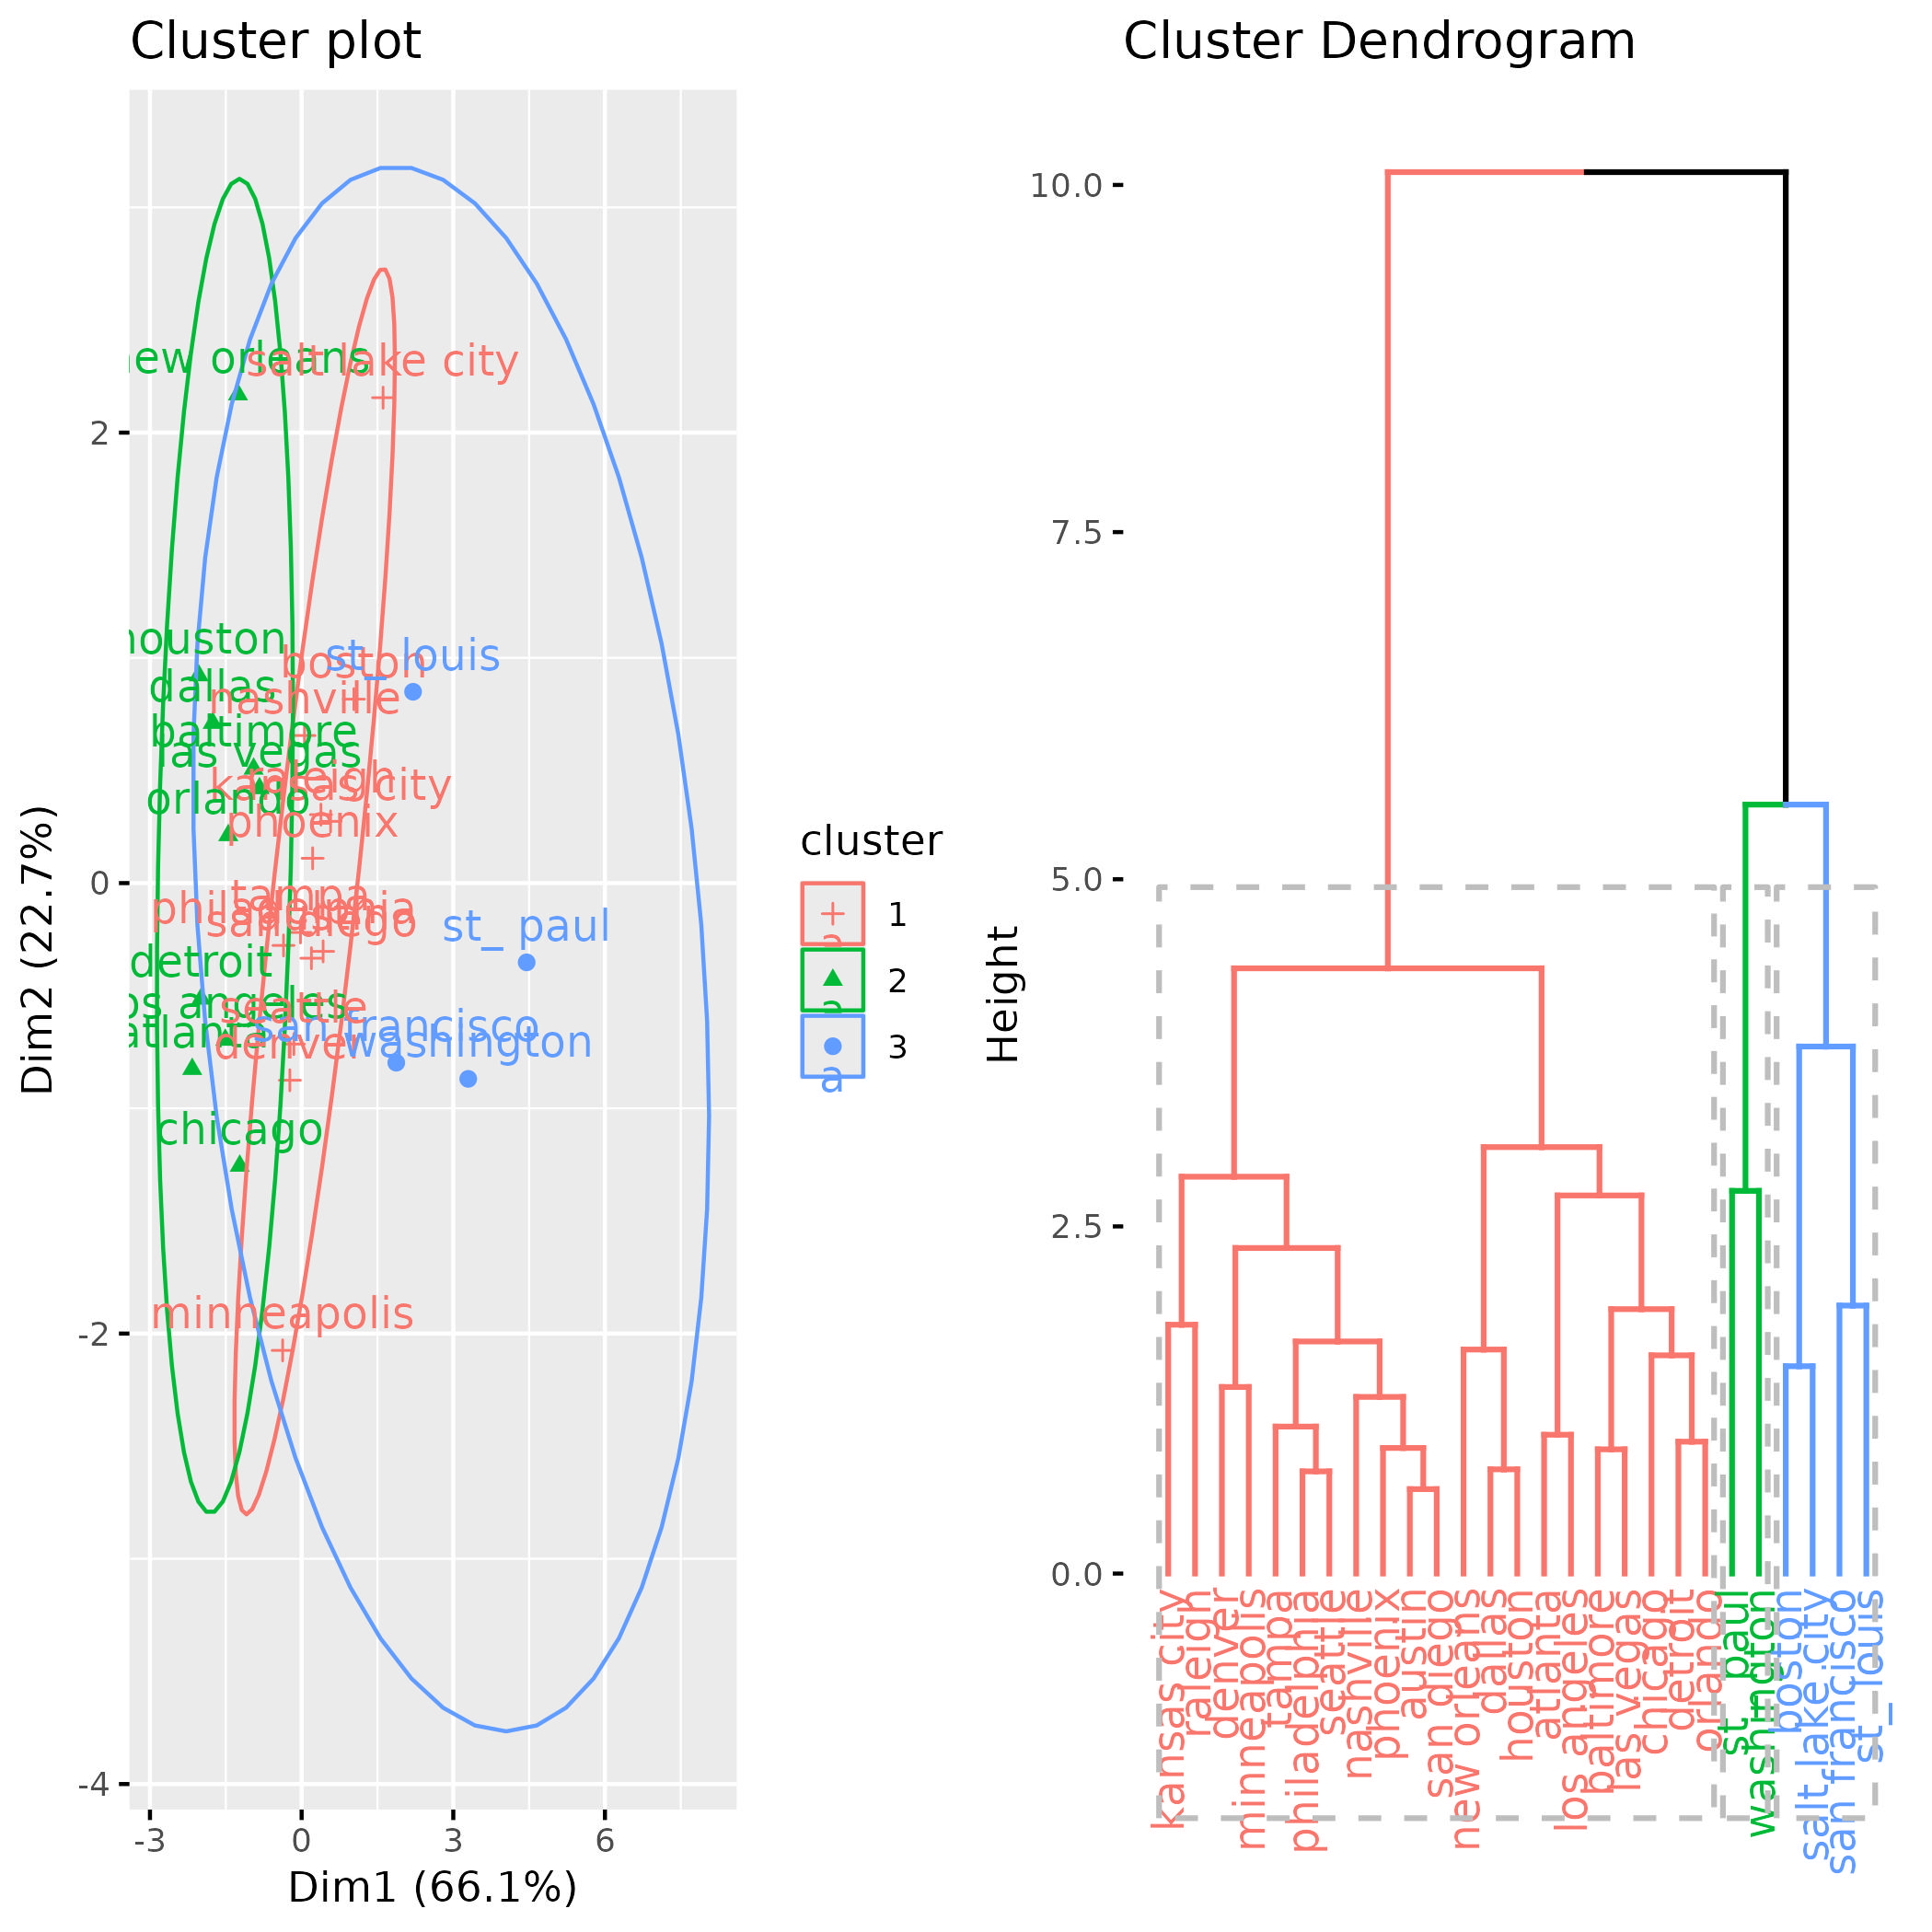 Cluster plot
Dim2 (22.7%)
2
0
-2
-4
ew orleans
salt lake city
houston
st_ louis
boston
dallas
nashville
baltimore
las vegas
raleigh
kansas city
orlando
phoenix
tampa
philadelphia
san diego
st_ paul
detroit
os angeles
seattle
san francisco
atlanta
denver
washington
chicago
minneapolis
-3
0
3
6
Dim1 (66.1%)
cluster
1
2
3
a
Cluster Dendrogram
Height
10.0
7.5
5.0
2.5
0.0
kansas city
raleigh
denver
minneapolis
tampa
philadelphia
seattle
nashville
phoenix
austin
san diego
new orleans
dallas
houston
atlanta
los angeles
baltimore
las vegas
chicago
detroit
orlando
st_ paul
washington
boston
salt lake city
san francisco
st_ louis